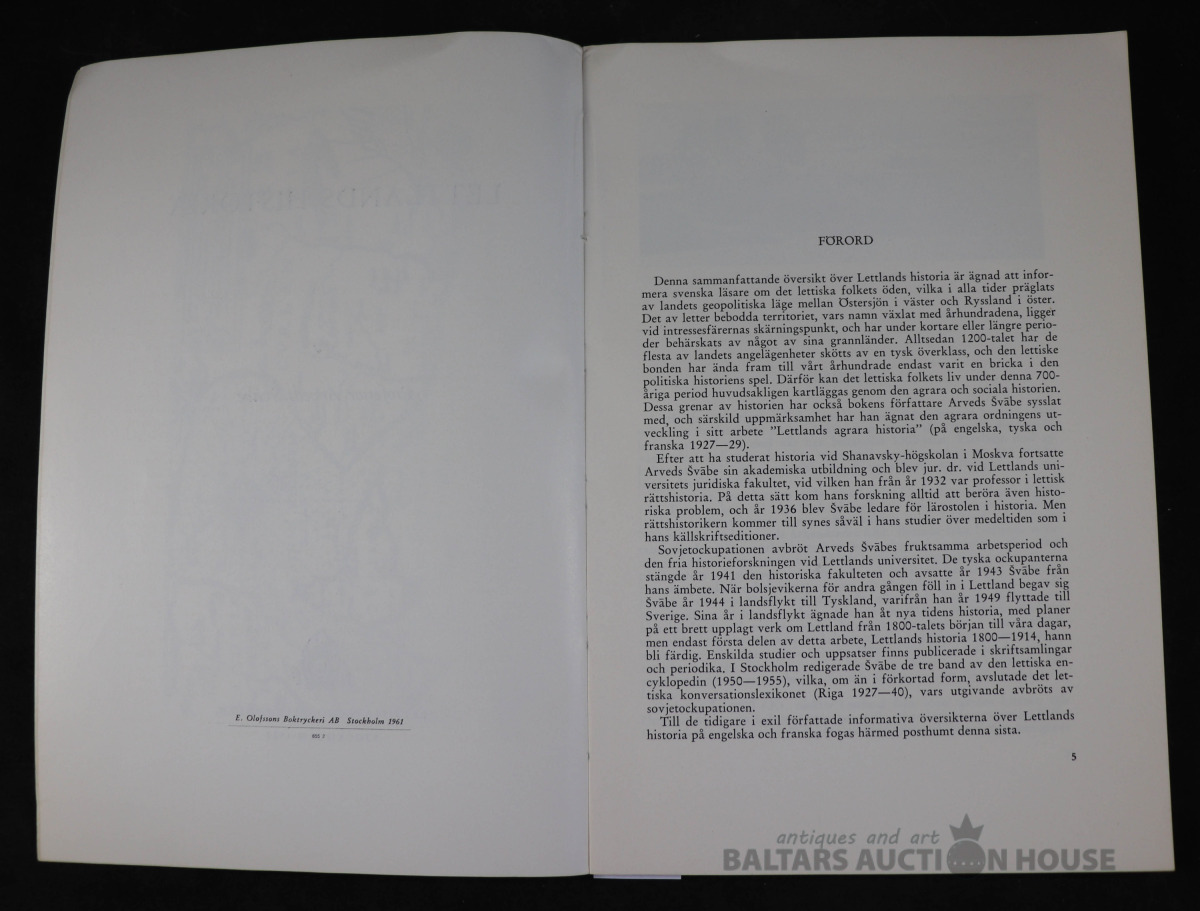 E. Olofssons Boktryckeri AB Stockholm 1961
FÖRORD
Denna sammanfattande översikt över Lettlands historia är ägnad att infor-
mera svenska läsare om det lettiska folkets öden, vilka i alla tider präglats
av landets geopolitiska läge mellan Östersjön i väster och Ryssland i öster.
Det av letter bebodda territoriet, vars namn växlat med århundradena, ligger
vid intressesfärernas skärningspunkt, och har under kortare eller längre perio-
der behärskats av något av sina grannländer. Alltsedan 1200-talet har de
flesta av landets angelägenheter skötts av en tysk överklass, och den lettiske
bonden har ända fram till vårt århundrade endast varit en bricka i den
politiska historiens spel. Därför kan det lettiska folkets liv under denna 700-
åriga period huvudsakligen kartläggas genom den agrara och sociala historien.
Dessa grenar av historien har också bokens författare Arveds Švābe sysslat
med, och särskild uppmärksamhet har han ägnat den agrara ordningens ut-
veckling i sitt arbete ”Lettlands agrara historia” (på engelska, tyska och
franska 1927—29).
Efter att ha studerat historia vid Shanavsky-högskolan i Moskva fortsatte
Arveds Švābe sin akademiska utbildning och blev jur. dr. vid Lettlands uni-
versitets juridiska fakultet, vid vilken han från år 1932 var professor i lettisk
rättshistoria. På detta sätt kom hans forskning alltid att beröra även histo-
riska problem, och år 1936 blev Švābe ledare för lärostolen i historia. Men
rättshistorikern kommer till synes såväl i hans studier över medeltiden som i
hans källskriftseditioner.
Sovjetockupationen avbröt Arveds Švābes fruktsamma arbetsperiod och
den fria historieforskningen vid Lettlands universitet. De tyska ockupanterna
stängde år 1941 den historiska fakulteten och avsatte år 1943 Švābe från
hans ämbete. När bolsjevikerna för andra gången föll in i Lettland begav sig
Švābe år 1944 i landsflykt till Tyskland, varifrån han år 1949 flyttade till
Sverige. Sina år i landsflykt ägnade han åt nya tidens historia, med planer
på ett brett upplagt verk om Lettland från 1800-talets början till våra dagar,
men endast första delen av detta arbete, Lettlands historia 1800—1914, hann
bli färdig. Enskilda studier och uppsatser finns publicerade i skriftsamlingar
och periodika. I Stockholm redigerade Švābe de tre band av den lettiska en-
cyklopedin (1950—1955), vilka, om än i förkortad form, avslutade det let-
tiska konversationslexikonet (Riga 1927—40), vars utgivande avbröts av
sovjetockupationen.
Till de tidigare i exil författade informativa översikterna över Lettlands
historia på engelska och franska fogas härmed posthumt denna sista.
5
antiques and art
BALTARS AUCTION HOUSE